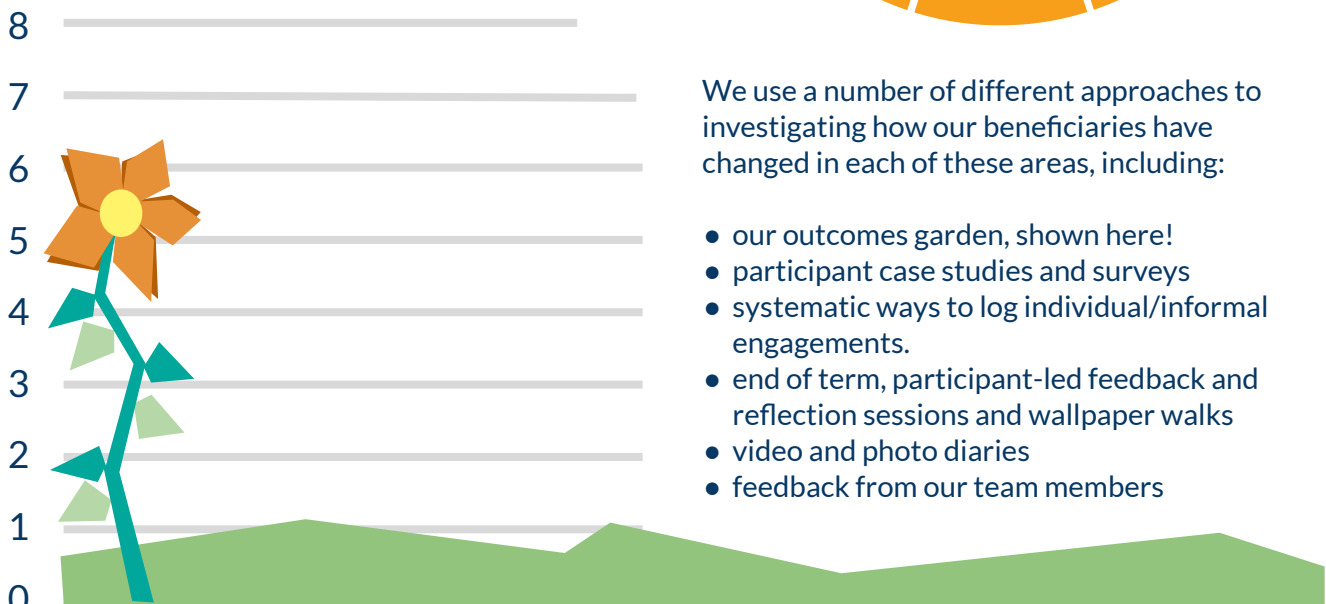 8
7
6
5
4
3
2
1
0
We use a number of different approaches to
investigating how our beneficiaries have
changed in each of these areas, including:
● our outcomes garden, shown here!
● participant case studies and surveys
● systematic ways to log individual/informal
engagements.
● end of term, participant-led feedback and
reflection sessions and wallpaper walks
● video and photo diaries
● feedback from our team members